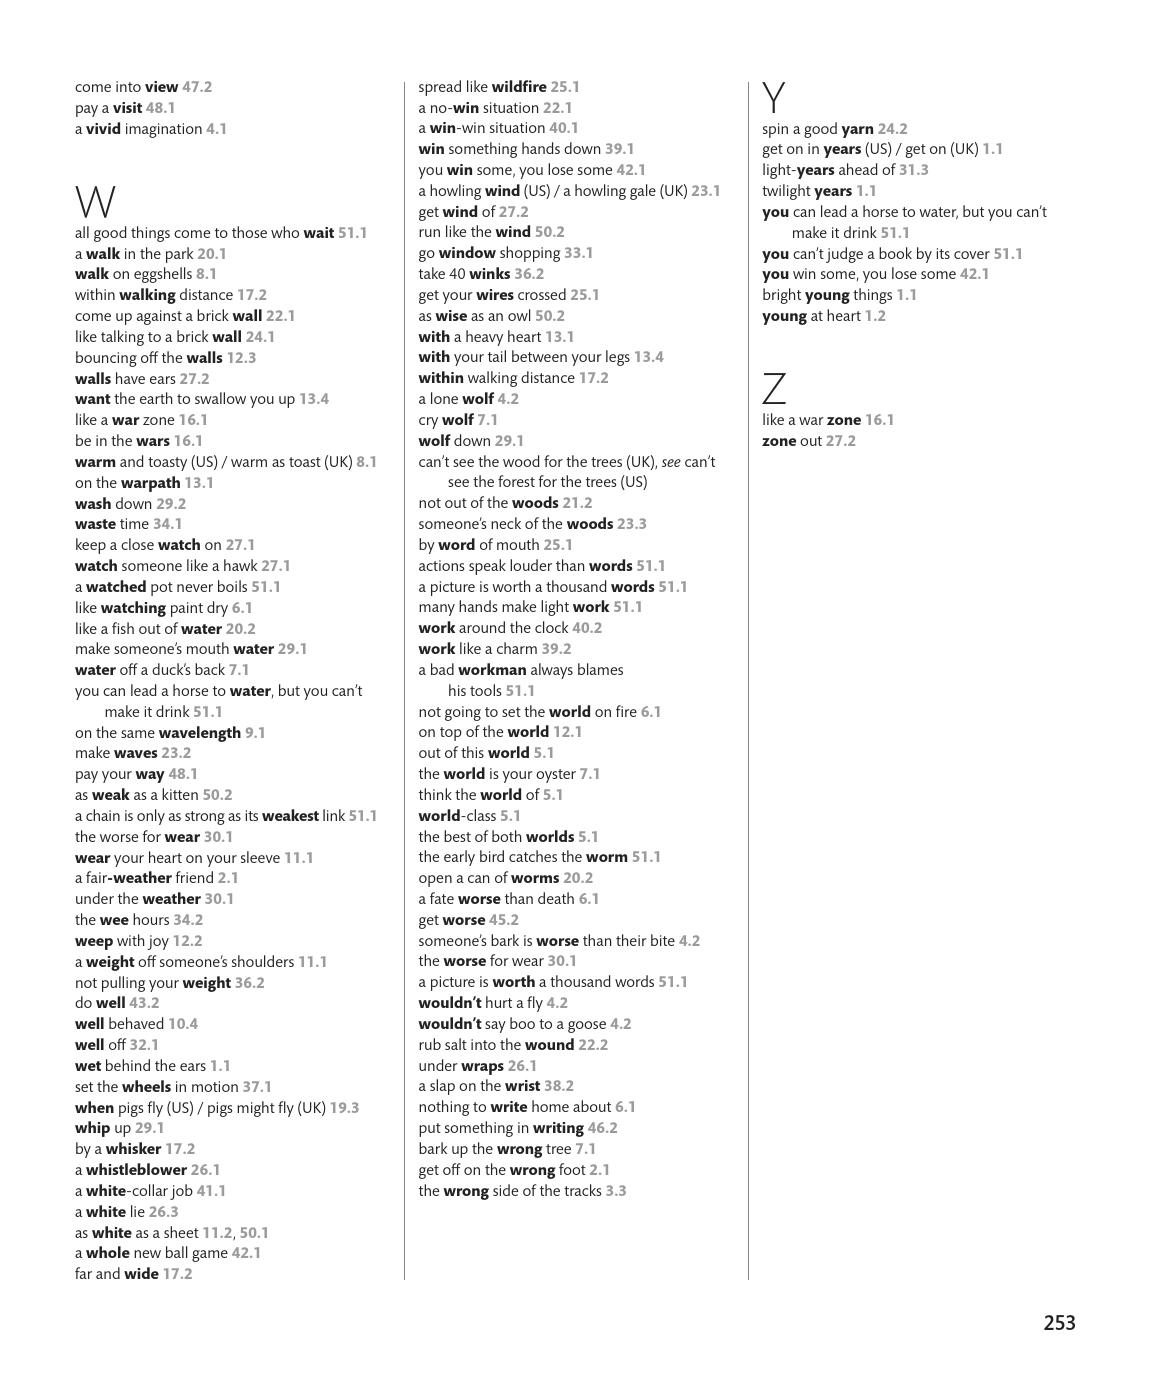 come into view 47.2
pay a visit 48.1
a vivid imagination 4.1
W
all good things come to those who wait 51.1
a walk in the park 20.1
walk on eggshells 8.1
within walking distance 17.2
come up against a brick wall 22.1
like talking to a brick wall 24.1
bouncing off the walls 12.3
walls have ears 27.2
want the earth to swallow you up 13.4
like a war zone 16.1
be in the wars 16.1
warm and toasty (US) / warm as toast (UK) 8.1
on the warpath 13.1
wash down 29.2
waste time 34.1
keep a close watch on 27.1
watch someone like a hawk 27.1
a watched pot never boils 51.1
like watching paint dry 6.1
like a fish out of water 20.2
make someone's mouth water 29.1
water off a duck's back 7.1
you can lead a horse to water, but you can't
make it drink 51.1
on the same wavelength 9.1
make waves 23.2
pay your way 48.1
as weak as a kitten 50.2
a chain is only as strong as its weakest link 51.1
the worse for wear 30.1
wear your heart on your sleeve 11.1
a fair-weather friend 2.1
under the weather 30.1
the wee hours 34.2
weep with joy 12.2
a weight off someone's shoulders 11.1
not pulling your weight 36.2
do well 43.2
well behaved 10.4
well off 32.1
wet behind the ears 1.1
set the wheels in motion 37.1
when pigs fly (US) / pigs might fly (UK) 19.3
whip up 29.1
by a whisker 17.2
a whistleblower 26.1
a white-collar job 41.1
a white lie 26.3
as white as a sheet 11.2, 50.1
a whole new ball game 42.1
far and wide 17.2
spread like wildfire 25.1
a no-win situation 22.1
a win-win situation 40.1
win something hands down 39.1
you win some, you lose some 42.1
a howling wind (US) / a howling gale (UK) 23.1
get wind of 27.2
run like the wind 50.2
go window shopping 33.1
take 40 winks 36.2
get your wires crossed 25.1
as wise as an owl 50.2
with a heavy heart 13.1
with your tail between your legs 13.4
within walking distance 17.2
a lone wolf 4.2
cry wolf 7.1
wolf down 29.1
can't see the wood for the trees (UK), see can't
see the forest for the trees (US)
not out of the woods 21.2
someone's neck of the woods 23.3
by word of mouth 25.1
actions speak louder than words 51.1
a picture is worth a thousand words 51.1
many hands make light work 51.1
work around the clock 40.2
work like a charm 39.2
a bad workman always blames
his tools 51.1
not going to set the world on fire 6.1
on top of the world 12.1
out of this world 5.1
the world is your oyster 7.1
think the world of 5.1
world-class 5.1
the best of both worlds 5.1
the early bird catches the worm 51.1
open a can of worms 20.2
a fate worse than death 6.1
get worse 45.2
someone's bark is worse than their bite 4.2
the worse for wear 30.1
a picture is worth a thousand words 51.1
wouldn't hurt a fly 4.2
wouldn't say boo to a goose 4.2
rub salt into the wound 22.2
under wraps 26.1
a slap on the wrist 38.2
nothing to write home about 6.1
put something in writing 46.2
bark up the wrong tree 7.1
get off on the wrong foot 2.1
the wrong side of the tracks 3.3
Y
spin a good yarn 24.2
get on in years (US) / get on (UK) 1.1
light-years ahead of 31.3
twilight years 1.1
you can lead a horse to water, but you can't
make it drink 51.1
you can't judge a book by its cover 51.1
you win some, you lose some 42.1
bright young things 1.1
young at heart 1.2
Z
like a war zone 16.1
zone out 27.2
253